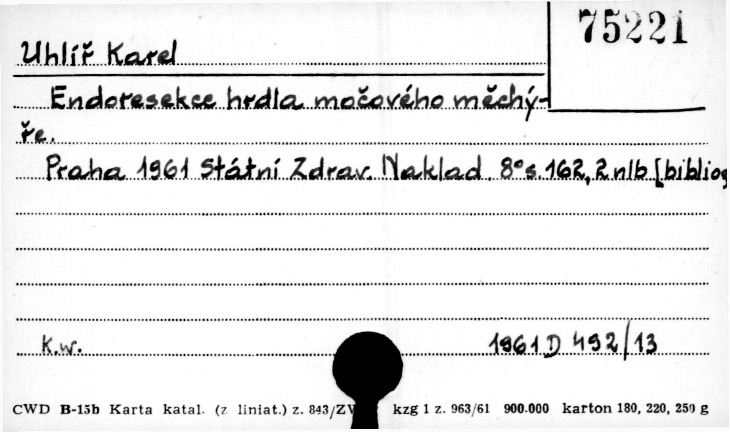 75221
Uhlíř Karel
Endoresekce hrdla močového měchý-
ře.
Praha 1961 Státní Zdrav. Naklad. 8° s. 162, 2 nlb [bibliog
K.w. 1961 D 492/13
CWD B-15b Karta katal. (z liniat.) z. 843/ZV kzg 1 z. 963/61 900.000 karton 180, 220, 250 g